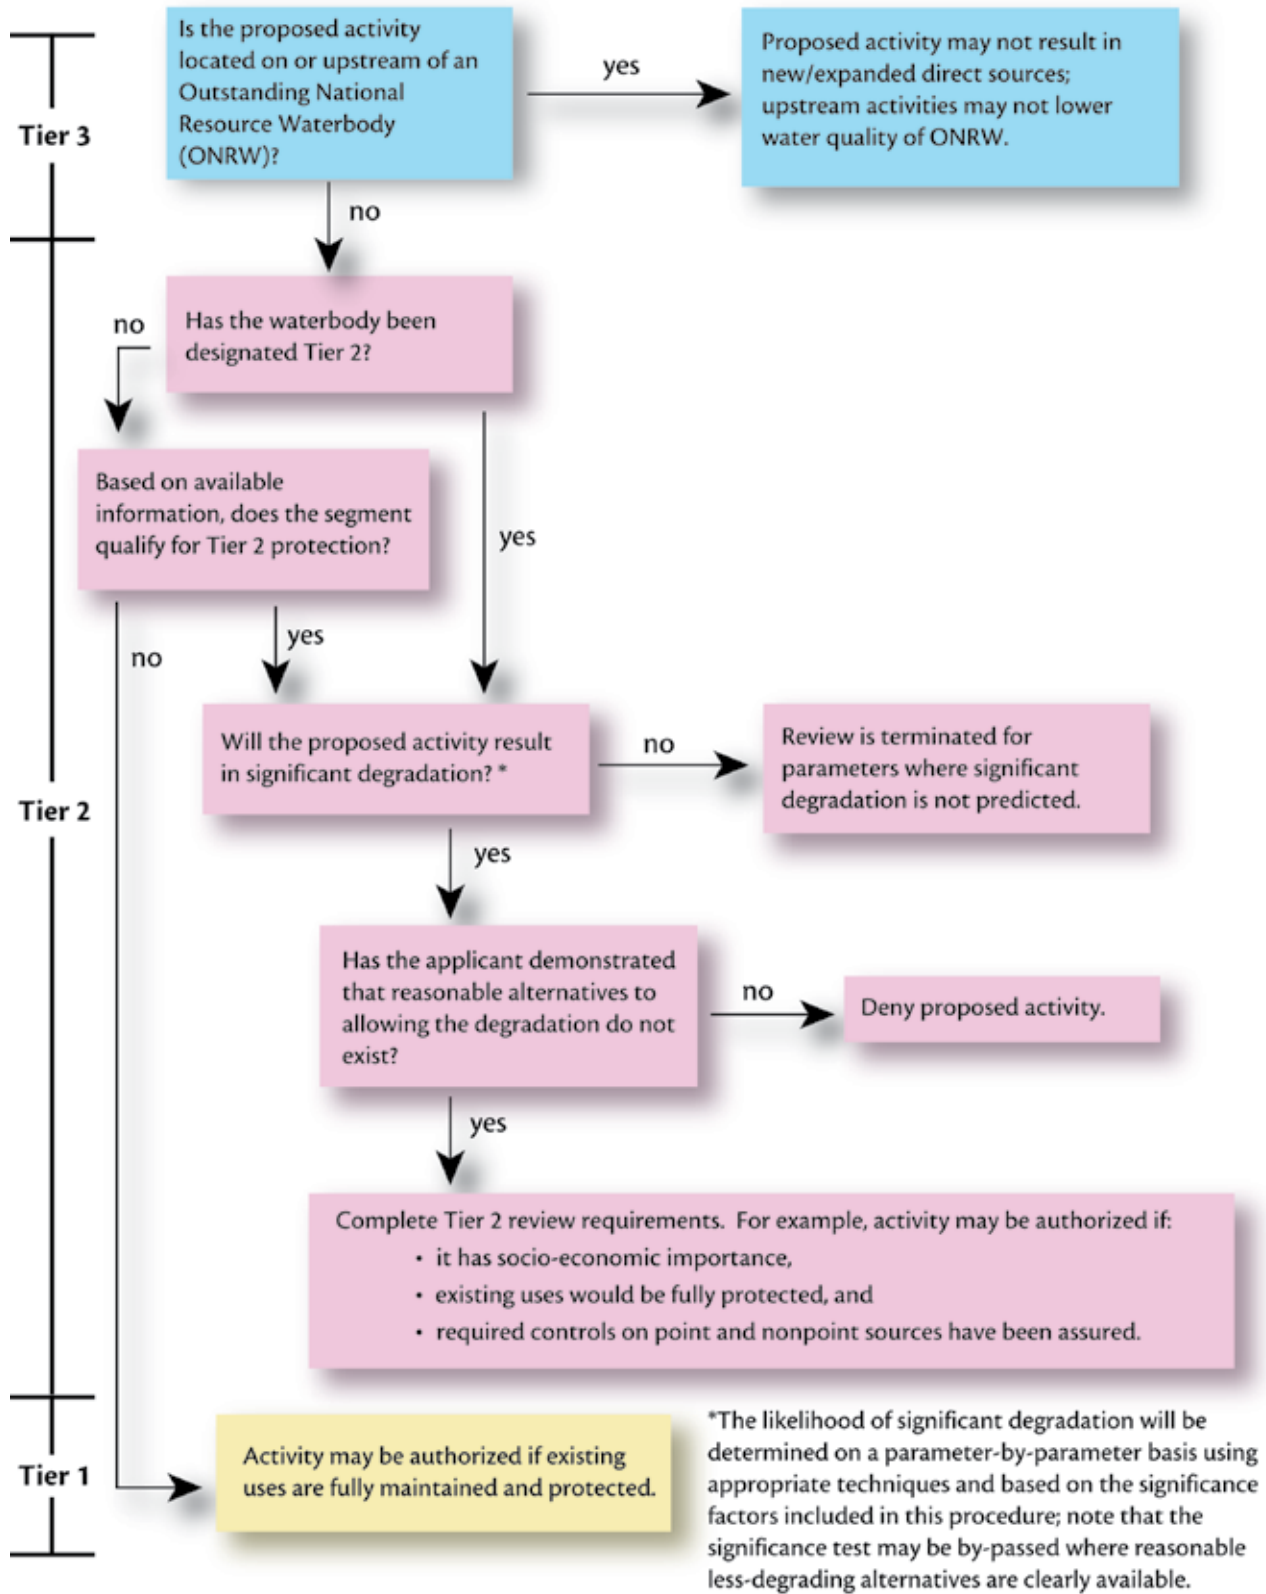 Is the proposed activity
located on or upstream of an
Outstanding National
Resource Waterbody
(ONRW)?
yes
Proposed activity may not result in
new/expanded direct sources;
upstream activities may not lower
water quality of ONRW.
Tier 3
no
Has the waterbody been
designated Tier 2?
no
Based on available
information, does the segment
qualify for Tier 2 protection?
yes
yes
no
Will the proposed activity result
in significant degradation? *
no
Review is terminated for
parameters where significant
degradation is not predicted.
Tier 2
yes
Has the applicant demonstrated
that reasonable alternatives to
allowing the degradation do not
exist?
no
Deny proposed activity.
yes
Complete Tier 2 review requirements. For example, activity may be authorized if:
• it has socio-economic importance,
• existing uses would be fully protected, and
• required controls on point and nonpoint sources have been assured.
Tier 1
Activity may be authorized if existing
uses are fully maintained and protected.
*The likelihood of significant degradation will be
determined on a parameter-by-parameter basis using
appropriate techniques and based on the significance
factors included in this procedure; note that the
significance test may be by-passed where reasonable
less-degrading alternatives are clearly available.